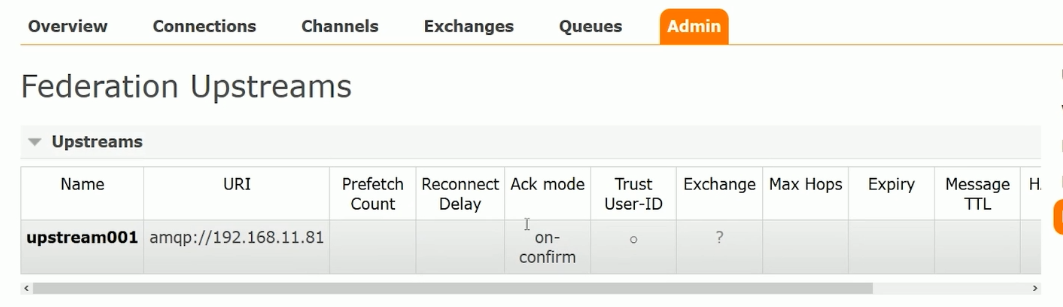 Overview Connections Channels Exchanges Queues Admin
Federation Upstreams
Upstreams
Name URI Prefetch Count Reconnect Delay Ack mode Trust User-ID Exchange Max Hops Expiry Message TTL
upstream001 amqp://192.168.11.81 on-confirm ○ ?